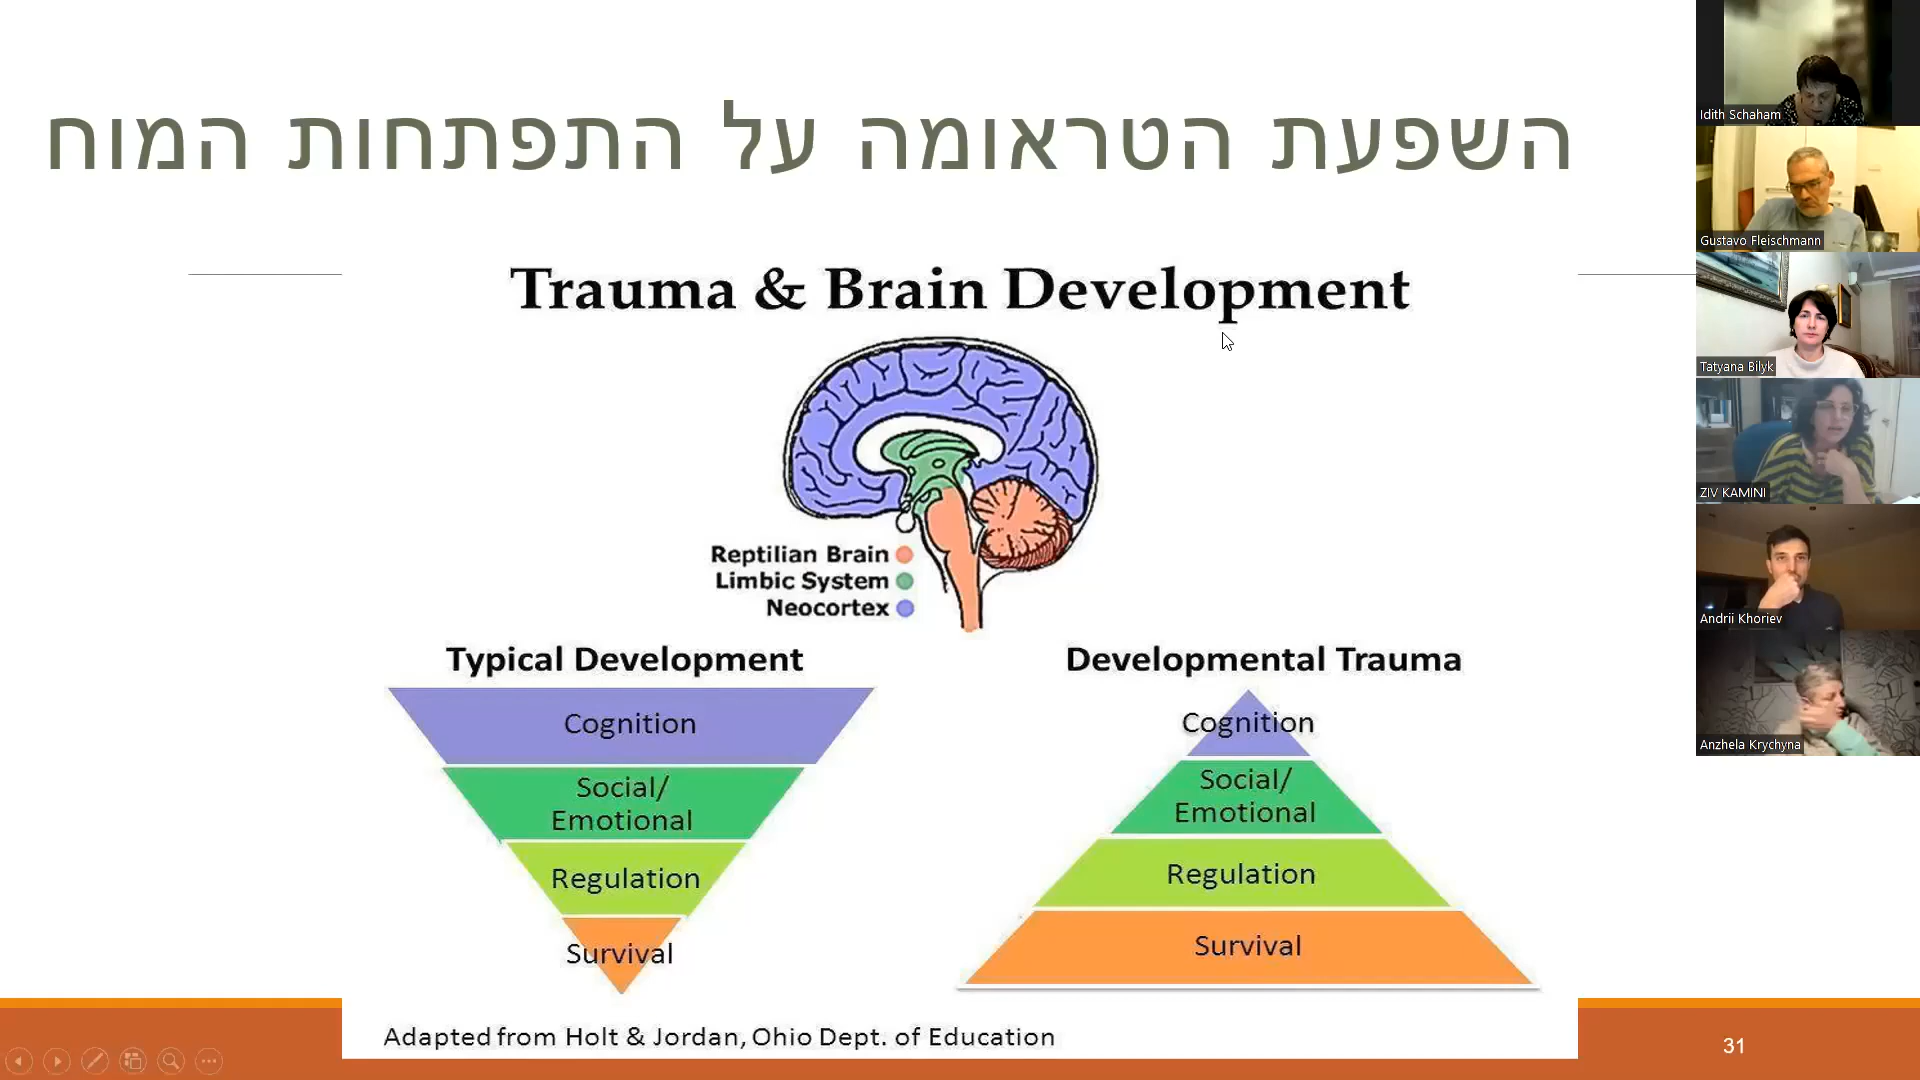 השפעת הטראומה על התפתחות המוח
Trauma & Brain Development
Reptilian Brain
Limbic System
Neocortex
Typical Development
Cognition
Social/
Emotional
Regulation
Survival
Developmental Trauma
Cognition
Social/
Emotional
Regulation
Survival
Adapted from Holt & Jordan, Ohio Dept. of Education
31
Idith Schaham
Gustavo Fleischmann
Tatyana Bilyk
ZIV KAMINI
Andrii Khoriev
Anzhela Krychyna